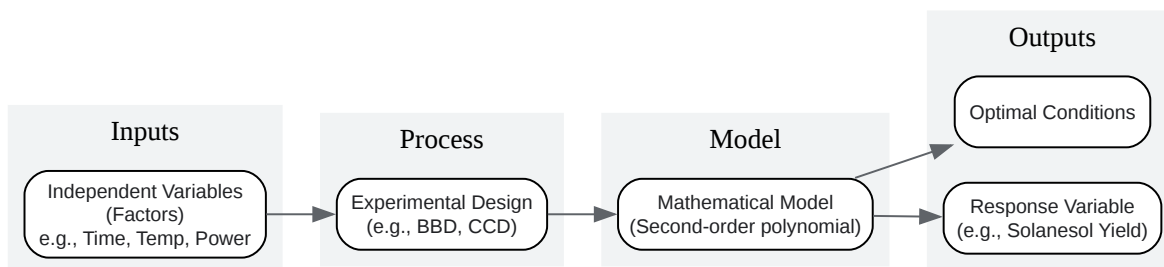 Inputs
Independent Variables
(Factors)
e.g., Time, Temp, Power
Process
Experimental Design
(e.g., BBD, CCD)
Model
Mathematical Model
(Second-order polynomial)
Outputs
Optimal Conditions
Response Variable
(e.g., Solanesol Yield)